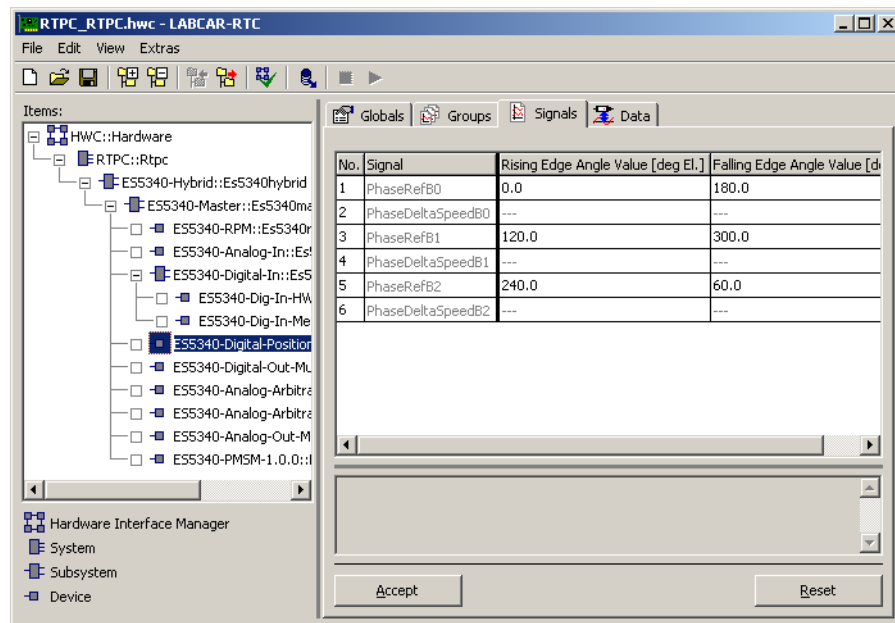 RTPC_RTPC.hwc - LABCAR-RTC
File Edit View Extras
Items:
HWC::Hardware
RTPC::Rtpc
ES5340-Hybrid::Es5340hybrid
ES5340-Master::Es5340ma
ES5340-RPM::Es5340r
ES5340-Analog-In::Es!
ES5340-Digital-In::Es5
ES5340-Dig-In-HW
ES5340-Dig-In-Me
ES5340-Digital-Position
ES5340-Digital-Out-Mu
ES5340-Analog-Arbitra
ES5340-Analog-Arbitra
ES5340-Analog-Out-M
ES5340-PMSM-1.0.0::
Hardware Interface Manager
System
Subsystem
Device
Globals Groups Signals Data
No. Signal Rising Edge Angle Value [deg El.] Falling Edge Angle Value [de
1 PhaseRefB0 0.0 180.0
2 PhaseDeltaSpeedB0 --- ---
3 PhaseRefB1 120.0 300.0
4 PhaseDeltaSpeedB1 --- ---
5 PhaseRefB2 240.0 60.0
6 PhaseDeltaSpeedB2 --- ---
Accept Reset